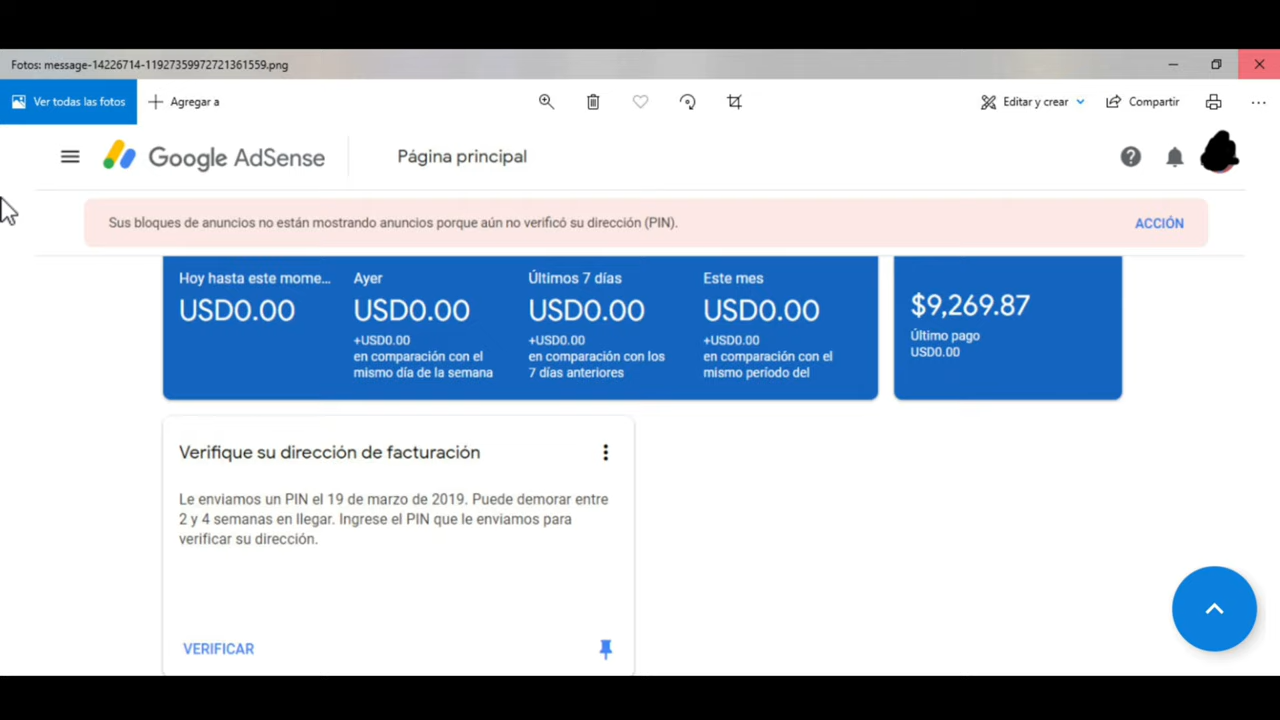 Fotos: message-14226714-11927359972721361559.png
Ver todas las fotos
Agregar a
Editar y crear
Compartir
Google AdSense
Página principal
Sus bloques de anuncios no están mostrando anuncios porque aún no verificó su dirección (PIN).
ACCIÓN
Hoy hasta este mome...
USD0.00
Ayer
USD0.00
+USD0.00
en comparación con el
mismo día de la semana
Últimos 7 días
USD0.00
+USD0.00
en comparación con los
7 días anteriores
Este mes
USD0.00
+USD0.00
en comparación con el
mismo período del
$9,269.87
Último pago
USD0.00
Verifique su dirección de facturación
Le enviamos un PIN el 19 de marzo de 2019. Puede demorar entre
2 y 4 semanas en llegar. Ingrese el PIN que le enviamos para
verificar su dirección.
VERIFICAR